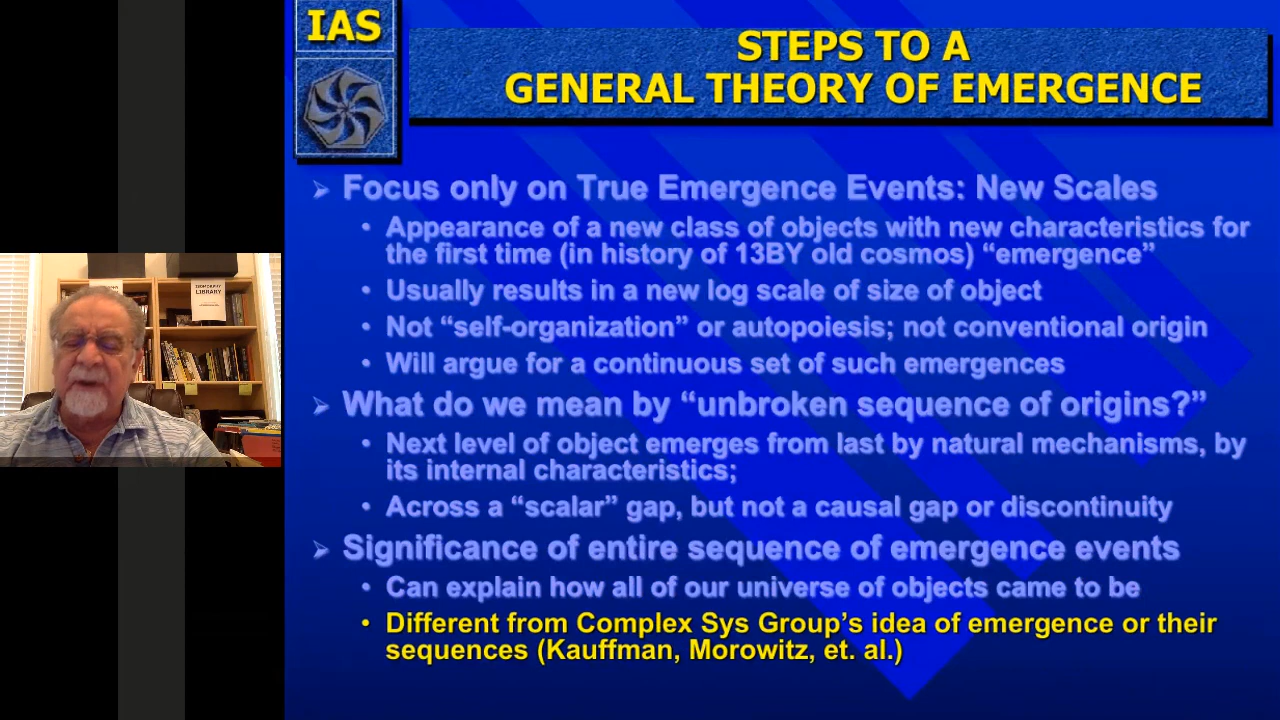 IAS
STEPS TO A
GENERAL THEORY OF EMERGENCE
Focus only on True Emergence Events: New Scales
Appearance of a new class of objects with new characteristics for
the first time (in history of 13BY old cosmos) “emergence”
Usually results in a new log scale of size of object
Not “self-organization” or autopoiesis; not conventional origin
Will argue for a continuous set of such emergences
What do we mean by “unbroken sequence of origins?”
Next level of object emerges from last by natural mechanisms, by
its internal characteristics;
Across a “scalar” gap, but not a causal gap or discontinuity
Significance of entire sequence of emergence events
Can explain how all of our universe of objects came to be
Different from Complex Sys Group’s idea of emergence or their
sequences (Kauffman, Morowitz, et. al.)
LIBRARY